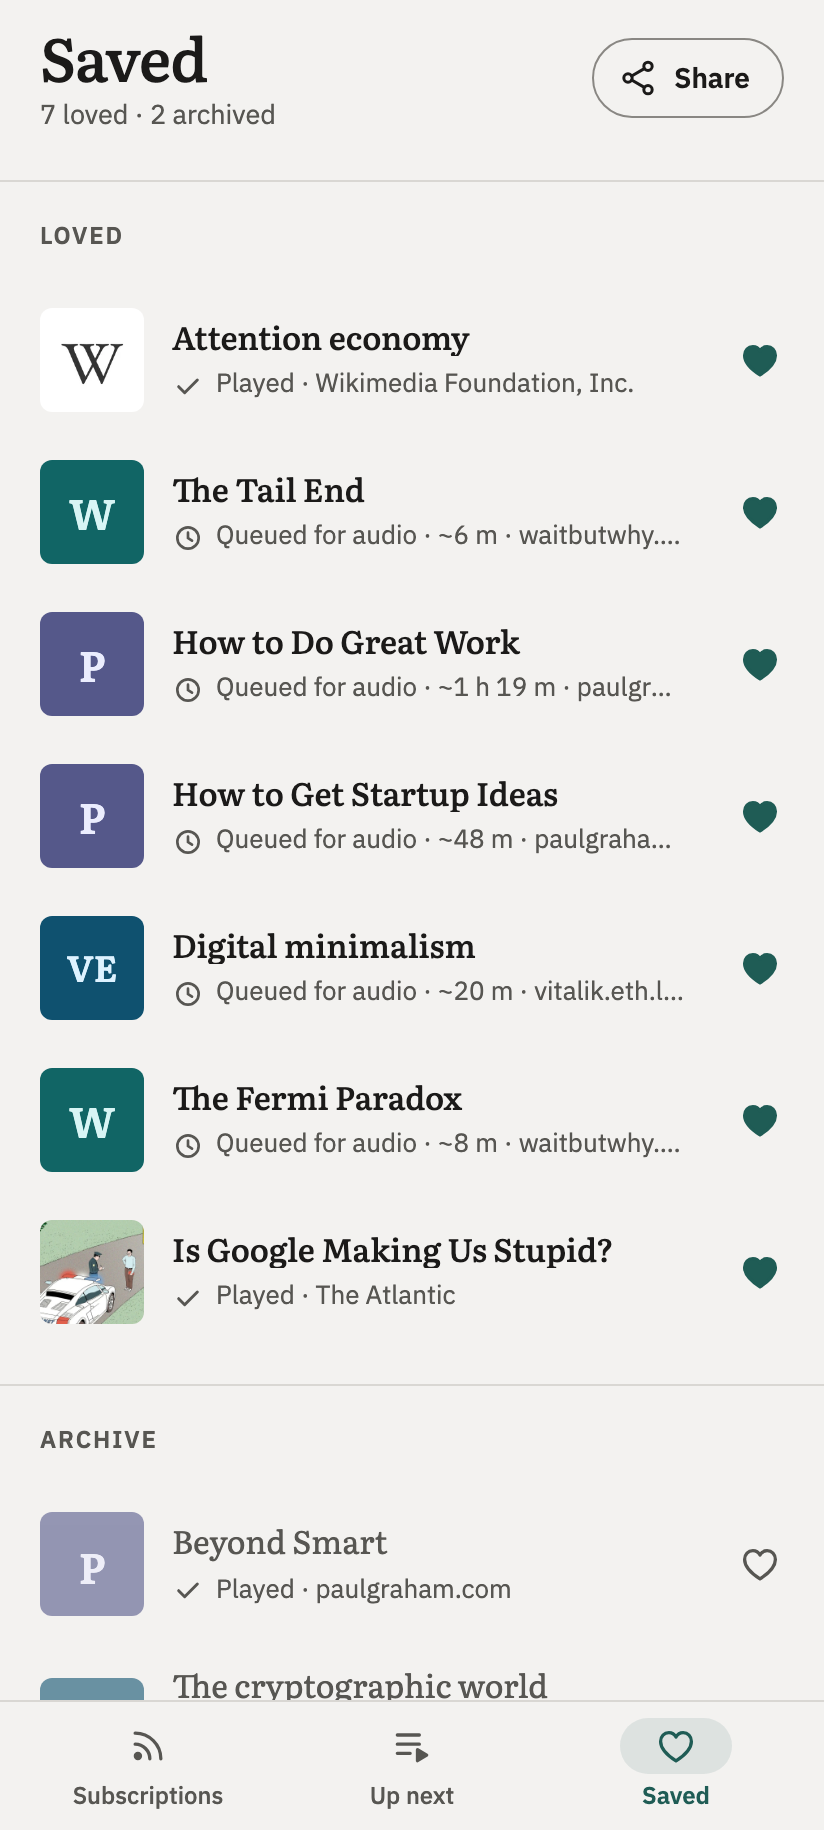 Saved
7 loved · 2 archived
Share
LOVED
W
Attention economy
Played · Wikimedia Foundation, Inc.
W
The Tail End
Queued for audio · ~6 m · waitbutwhy....
P
How to Do Great Work
Queued for audio · ~1 h 19 m · paulgr...
P
How to Get Startup Ideas
Queued for audio · ~48 m · paulgraha...
VE
Digital minimalism
Queued for audio · ~20 m · vitalik.eth.l...
W
The Fermi Paradox
Queued for audio · ~8 m · waitbutwhy....
Is Google Making Us Stupid?
Played · The Atlantic
ARCHIVE
P
Beyond Smart
Played · paulgraham.com
The cryptographic world
Subscriptions
Up next
Saved